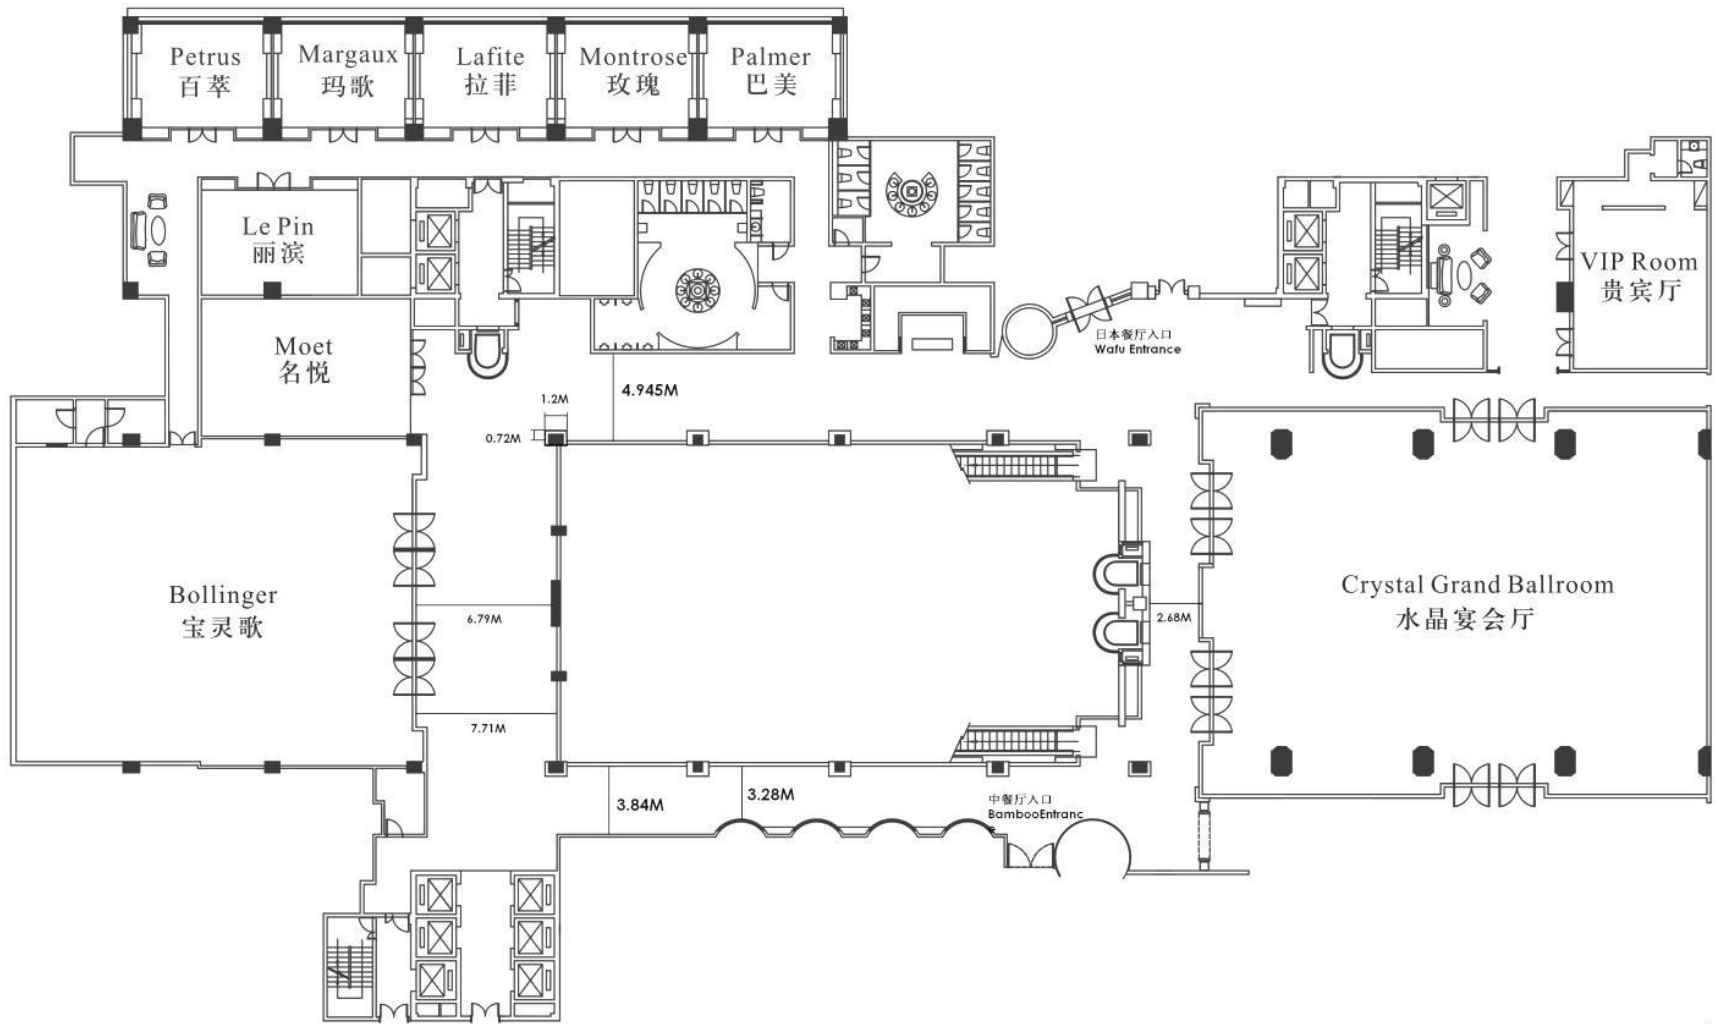 Petrus
百萃
Margaux
玛歌
Lafite
拉菲
Montrose
玫瑰
Palmer
巴美
Le Pin
丽滨
VIP Room
贵宾厅
Moet
名悦
日本餐厅入口
Wafu Entrance
4.945M
1.2M
0.72M
Bollinger
宝灵歌
6.79M
2.68M
Crystal Grand Ballroom
水晶宴会厅
7.71M
3.84M
3.28M
中餐厅入口
BambooEntranc
e